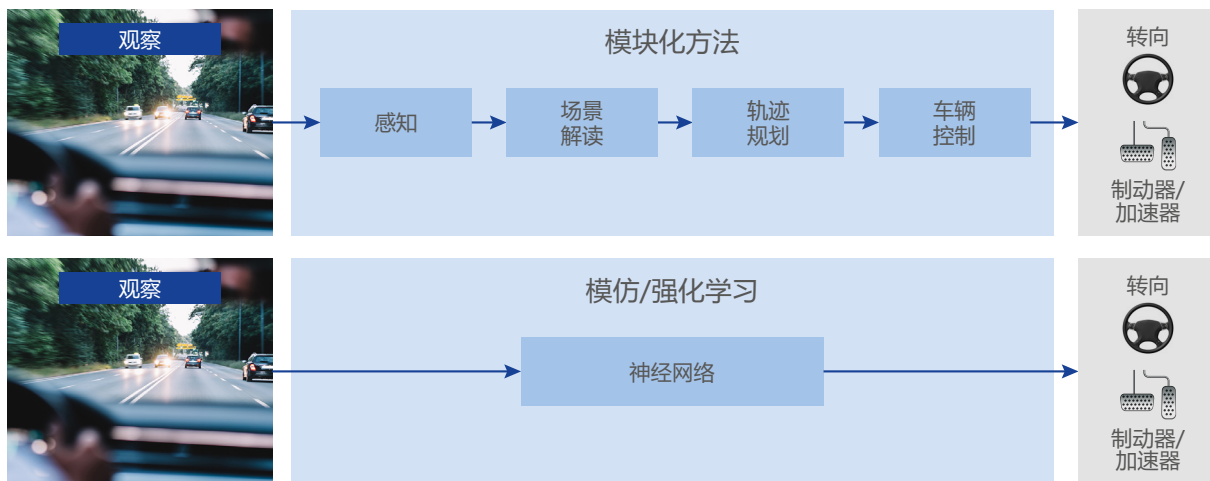 观察
模块化方法
感知
场景
解读
轨迹
规划
车辆
控制
转向
制动器/
加速器
观察
模仿/强化学习
神经网络
转向
制动器/
加速器